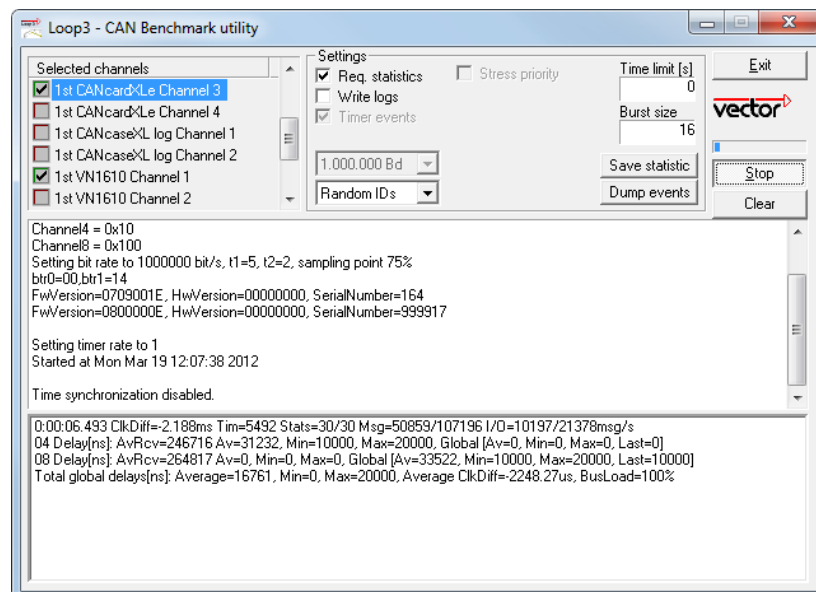 Loop3 - CAN Benchmark utility
Selected channels
1st CANcardXLe Channel 3
1st CANcardXLe Channel 4
1st CANcaseXL log Channel 1
1st CANcaseXL log Channel 2
1st VN1610 Channel 1
1st VN1610 Channel 2
Settings
Req. statistics
Write logs
Timer events
Stress priority
1.000.000 Bd
Random IDs
Time limit [s]
0
Burst size
16
Save statistic
Dump events
Exit
vector
Stop
Clear
Channel4 = 0x10
Channel8 = 0x100
Setting bit rate to 1000000 bit/s, t1=5, t2=2, sampling point 75%
btr0=00,btr1=14
FwVersion=0709001E, HwVersion=00000000, SerialNumber=164
FwVersion=0800000E, HwVersion=00000000, SerialNumber=999917
Setting timer rate to 1
Started at Mon Mar 19 12:07:38 2012
Time synchronization disabled.
0:00:06.493 ClkDiff=-2.188ms Tim=5492 Stats=30/30 Msg=50859/107196 I/O=10197/21378msg/s
04 Delay[ns]: AvRcv=246716 Av=31232, Min=10000, Max=20000, Global [Av=0, Min=0, Max=0, Last=0]
08 Delay[ns]: AvRcv=264817 Av=0, Min=0, Max=0, Global [Av=33522, Min=10000, Max=20000, Last=10000]
Total global delays[ns]: Average=16761, Min=0, Max=20000, Average ClkDiff=-2248.27us, BusLoad=100%